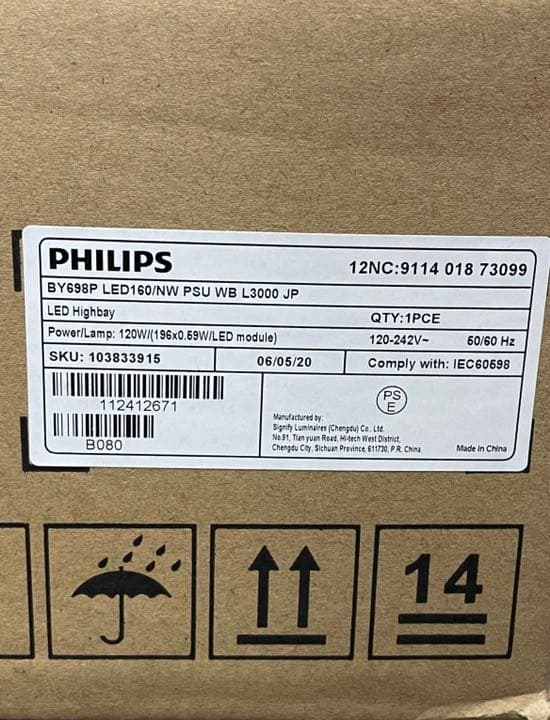 PHILIPS
12NC:9114 018 73099
BY698P LED160/NW PSU WB L3000 JP
LED Highbay
QTY:1PCE
Power/Lamp: 120W/(196x0.59W/LED module)
120-242V~ 50/60 Hz
SKU: 103833915
06/05/20
Comply with: IEC60598
112412671
B080
PS
E
Manufactured by:
Signify Luminaires (Chengdu) Co., Ltd.
No.91, Tian yuan Road, Hi-tech West District,
Chengdu City, Sichuan Province, 611730, P.R. China
Made in China
14